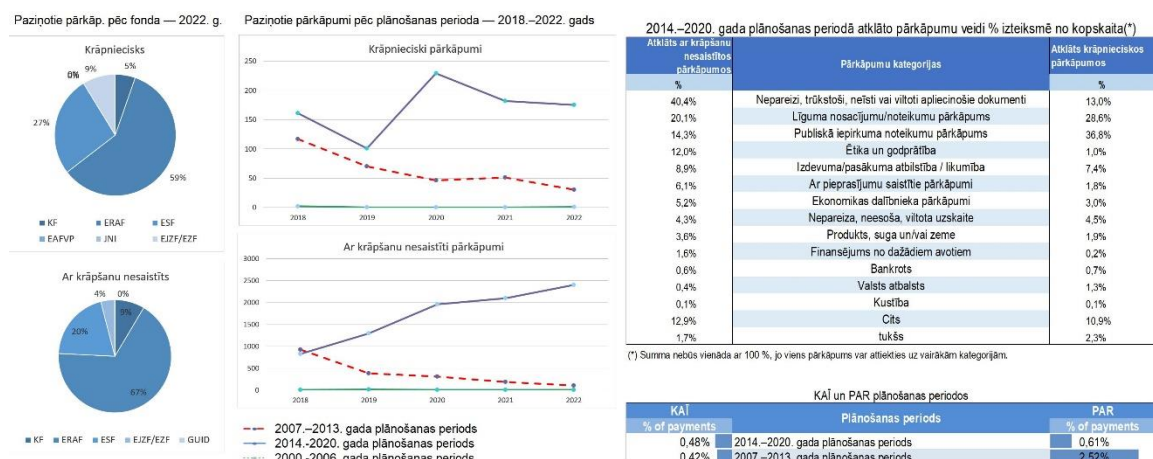 Paziņotie pārkāp. pēc fonda — 2022. g.
Krāpniecisks
0%
0%
9%
5%
27%
59%
KF ERAF ESF
EAFVP JNI EJZF/EZF
Ar krāpšanu nesaistīts
4%
0%
9%
20%
67%
KF ERAF ESF EJZF/EZF GUID
Paziņotie pārkāpumi pēc plānošanas perioda — 2018.–2022. gads
Krāpnieciski pārkāpumi
250
200
150
100
50
0
2018 2019 2020 2021 2022
Ar krāpšanu nesaistīti pārkāpumi
3000
2500
2000
1500
1000
500
0
2018 2019 2020 2021 2022
2007.–2013. gada plānošanas periods
2014.-2020. gada plānošanas periods
2000.-2006. gada plānošanas periods
2014.–2020. gada plānošanas periodā atklāto pārkāpumu veidi % izteiksmē no kopskaita(*)
Atklāts ar krāpšanu nesaistītos pārkāpumos Pārkāpumu kategorijas Atklāts krāpnieciskos pārkāpumos
% %
40,4% Nepareizi, trūkstoši, neīsti vai viltoti apliecinošie dokumenti 13,0%
20,1% Līguma nosacījumu/noteikumu pārkāpums 28,6%
14,3% Publiskā iepirkuma noteikumu pārkāpums 36,8%
12,0% Ētika un godprātība 1,0%
8,9% Izdevuma/pasākuma atbilstība / likumība 7,4%
6,1% Ar pieprasījumu saistītie pārkāpumi 1,8%
5,2% Ekonomikas dalībnieka pārkāpumi 3,0%
4,3% Nepareiza, neesoša, viltota uzskaite 4,5%
3,6% Produkts, suga un/vai zeme 1,9%
1,6% Finansējums no dažādiem avotiem 0,2%
0,6% Bankrots 0,7%
0,4% Valsts atbalsts 1,3%
0,1% Kustība 0,1%
12,9% Cits 10,9%
1,7% tukšs 2,3%
(*) Summa nebūs vienāda ar 100 %, jo viens pārkāpums var attiekties uz vairākām kategorijām.
KAĪ un PAR plānošanas periodos
KAĪ Plānošanas periods PAR
% of payments % of payments
0,48% 2014.–2020. gada plānošanas periods 0,61%
0,42% 2007.–2013. gada plānošanas periods 2,52%